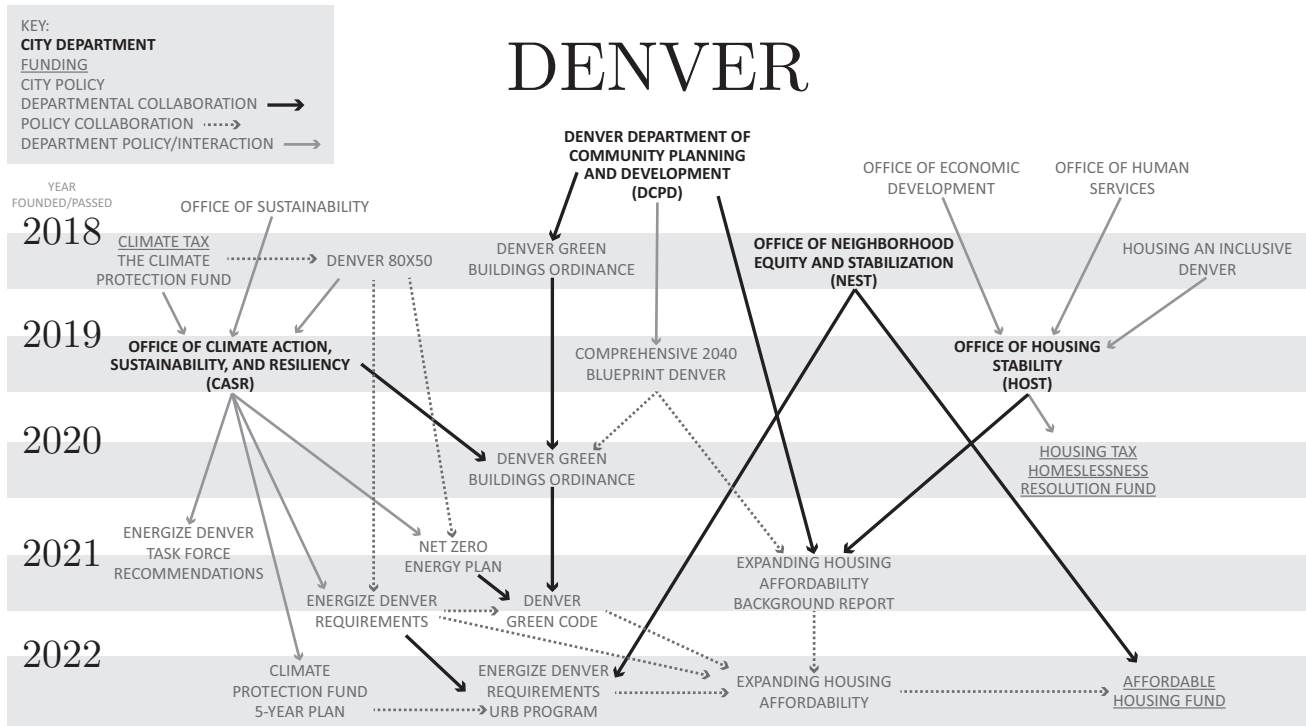 KEY:
CITY DEPARTMENT
FUNDING
CITY POLICY
DEPARTMENTAL COLLABORATION
POLICY COLLABORATION
DEPARTMENT POLICY/INTERACTION
DENVER
DENVER DEPARTMENT OF
COMMUNITY PLANNING
AND DEVELOPMENT
(DCPD)
OFFICE OF ECONOMIC
DEVELOPMENT
OFFICE OF HUMAN
SERVICES
YEAR
FOUNDED/PASSED
OFFICE OF SUSTAINABILITY
2018
CLIMATE TAX
THE CLIMATE
PROTECTION FUND
DENVER 80X50
DENVER GREEN
BUILDINGS ORDINANCE
OFFICE OF NEIGHBORHOOD
EQUITY AND STABILIZATION
(NEST)
HOUSING AN INCLUSIVE
DENVER
2019
OFFICE OF CLIMATE ACTION,
SUSTAINABILITY, AND RESILIENCY
(CASR)
COMPREHENSIVE 2040
BLUEPRINT DENVER
OFFICE OF HOUSING
STABILITY
(HOST)
2020
DENVER GREEN
BUILDINGS ORDINANCE
HOUSING TAX
HOMELESSNESS
RESOLUTION FUND
ENERGIZE DENVER
TASK FORCE
RECOMMENDATIONS
2021
NET ZERO
ENERGY PLAN
EXPANDING HOUSING
AFFORDABILITY
BACKGROUND REPORT
ENERGIZE DENVER
REQUIREMENTS
DENVER
GREEN CODE
2022
CLIMATE
PROTECTION FUND
5-YEAR PLAN
ENERGIZE DENVER
REQUIREMENTS
URB PROGRAM
EXPANDING HOUSING
AFFORDABILITY
AFFORDABLE
HOUSING FUND